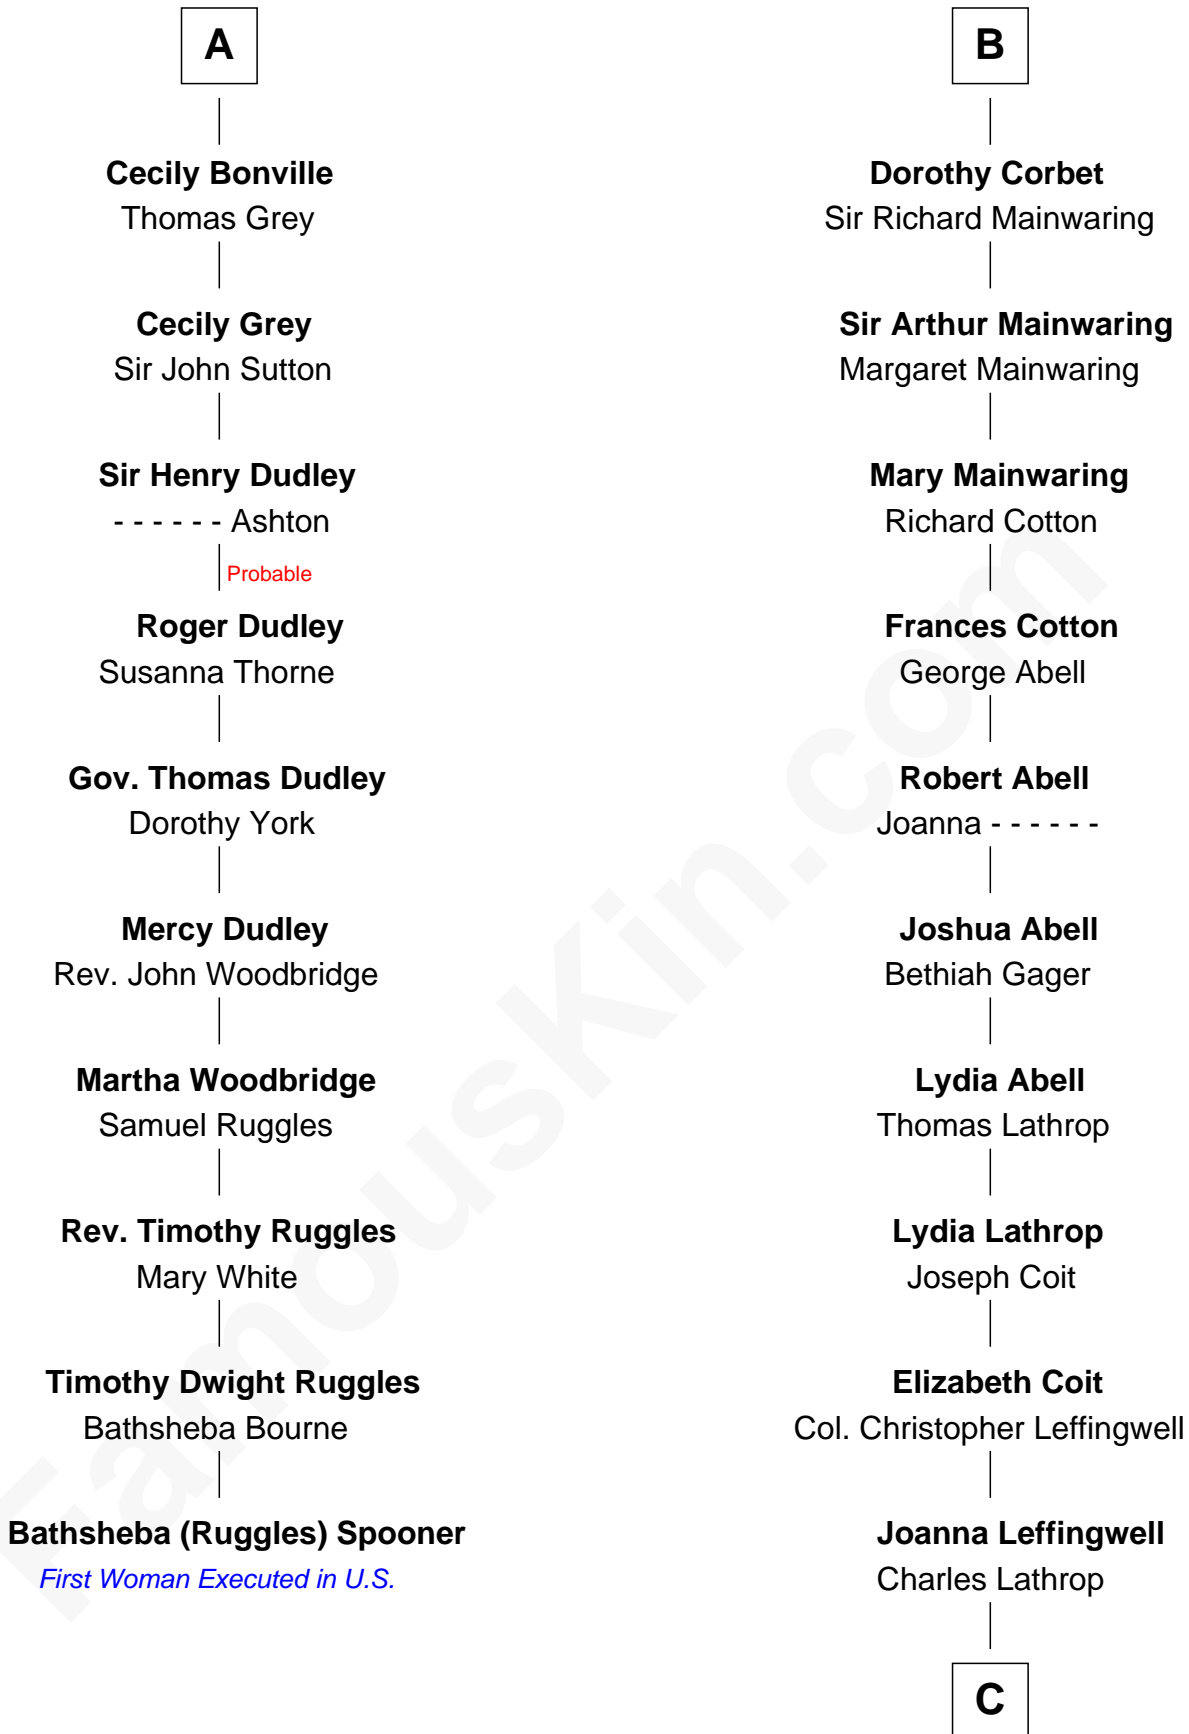 A
Cecily Bonville
Thomas Grey
Cecily Grey
Sir John Sutton
Sir Henry Dudley
- - - - - - Ashton
Probable
Roger Dudley
Susanna Thorne
Gov. Thomas Dudley
Dorothy York
Mercy Dudley
Rev. John Woodbridge
Martha Woodbridge
Samuel Ruggles
Rev. Timothy Ruggles
Mary White
Timothy Dwight Ruggles
Bathsheba Bourne
Bathsheba (Ruggles) Spooner
First Woman Executed in U.S.
B
Dorothy Corbet
Sir Richard Mainwaring
Sir Arthur Mainwaring
Margaret Mainwaring
Mary Mainwaring
Richard Cotton
Frances Cotton
George Abell
Robert Abell
Joanna - - - - - -
Joshua Abell
Bethiah Gager
Lydia Abell
Thomas Lathrop
Lydia Lathrop
Joseph Coit
Elizabeth Coit
Col. Christopher Leffingwell
Joanna Leffingwell
Charles Lathrop
C
FamousKin.com